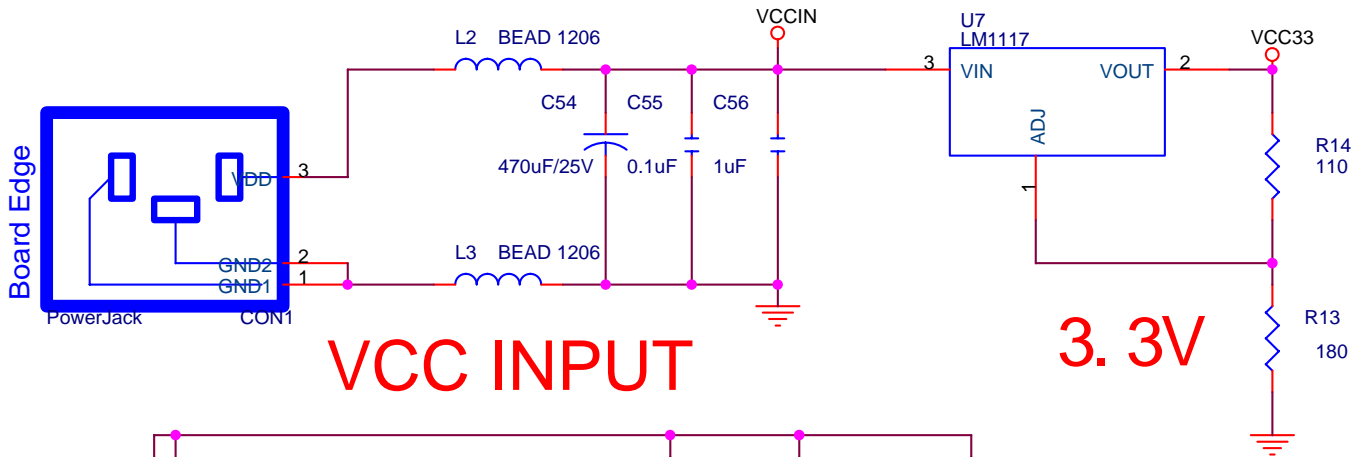 VCCIN
U7
LM1117
VCC33
L2 BEAD 1206
3 VIN VOUT 2
ADJ
1
C54 C55 C56
470uF/25V 0.1uF 1uF
R14
110
Board Edge
VDD 3
GND2 2
GND1 1
PowerJack CON1
L3 BEAD 1206
R13
180
VCC INPUT
3. 3V